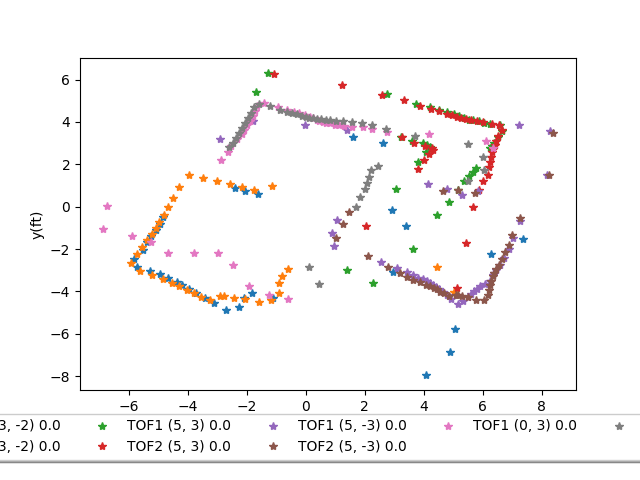 6
4
2
0
−2
−4
−6
−8
y(ft)
−6 −4 −2 0 2 4 6 8
3, -2) 0.0 TOF1 (5, 3) 0.0 TOF1 (5, -3) 0.0 TOF1 (0, 3) 0.0
3, -2) 0.0 TOF2 (5, 3) 0.0 TOF2 (5, -3) 0.0